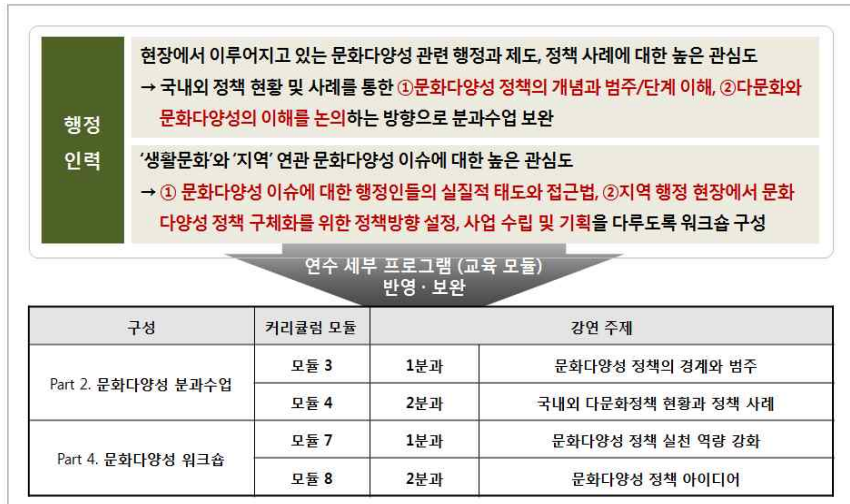 행정
인력
현장에서 이루어지고 있는 문화다양성 관련 행정과 제도, 정책 사례에 대한 높은 관심도
→ 국내외 정책 현황 및 사례를 통한 ①문화다양성 정책의 개념과 범주/단계 이해, ②다문화와
문화다양성의 이해를 논의하는 방향으로 분과수업 보완
‘생활문화’와 ‘지역’ 연관 문화다양성 이슈에 대한 높은 관심도
→ ① 문화다양성 이슈에 대한 행정인들의 실질적 태도와 접근법, ②지역 행정 현장에서 문화
다양성 정책 구체화를 위한 정책방향 설정, 사업 수립 및 기획을 다루도록 워크숍 구성
연수 세부 프로그램 (교육 모듈)
반영 · 보완
구성 커리큘럼 모듈 강연 주제
Part 2. 문화다양성 분과수업
모듈 3 1분과 문화다양성 정책의 경계와 범주
모듈 4 2분과 국내외 다문화정책 현황과 정책 사례
Part 4. 문화다양성 워크숍
모듈 7 1분과 문화다양성 정책 실천 역량 강화
모듈 8 2분과 문화다양성 정책 아이디어